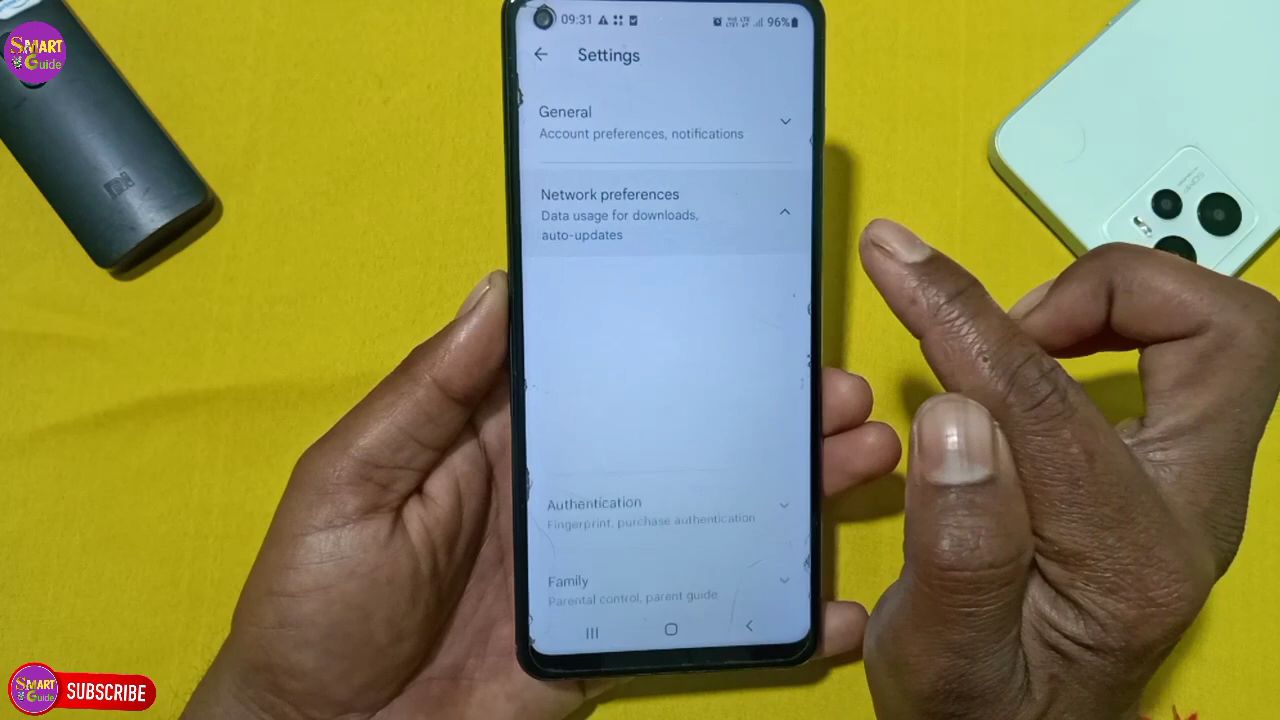 SMART
Guide
MI
09:31
96%
Settings
General
Account preferences, notifications
Network preferences
Data usage for downloads,
auto-updates
Authentication
Fingerprint, purchase authentication
Family
Parental control, parent guide
SMART
Guide
SUBSCRIBE